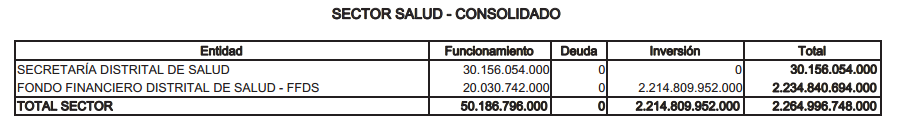 SECTOR SALUD - CONSOLIDADO
Entidad Funcionamiento Deuda Inversión Total
SECRETARÍA DISTRITAL DE SALUD 30.156.054.000 0 0 30.156.054.000
FONDO FINANCIERO DISTRITAL DE SALUD - FFDS 20.030.742.000 0 2.214.809.952.000 2.234.840.694.000
TOTAL SECTOR 50.186.796.000 0 2.214.809.952.000 2.264.996.748.000